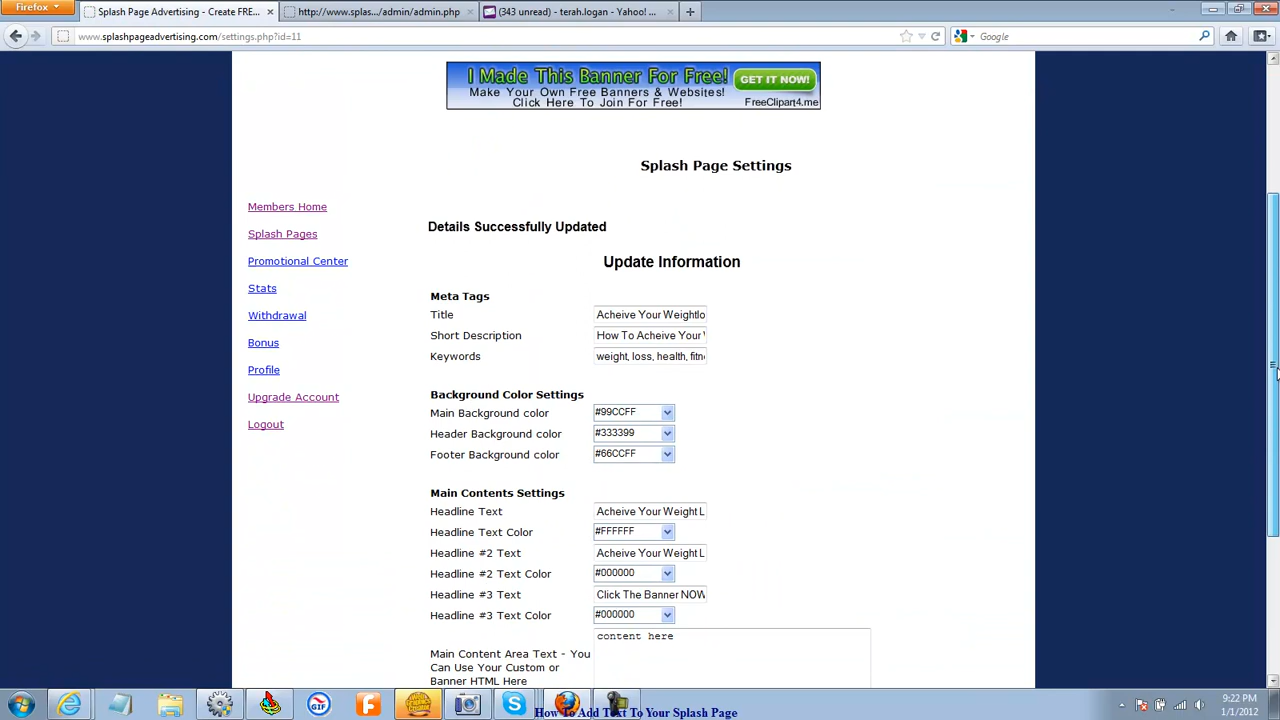 Firefox
Splash Page Advertising - Create FRE...
http://www.splas.../admin/admin.php
(343 unread) - terah.logan - Yahoo! ...
www.splashpageadvertising.com/settings.php?id=11
Google
I Made This Banner For Free!
GET IT NOW!
Make Your Own Free Banners & Websites!
Click Here To Join For Free!
FreeClipart4.me
Splash Page Settings
Members Home
Splash Pages
Promotional Center
Stats
Withdrawal
Bonus
Profile
Upgrade Account
Logout
Details Successfully Updated
Update Information
Meta Tags
Title Acheive Your Weightlo
Short Description How To Acheive Your
Keywords weight, loss, health, fitn
Background Color Settings
Main Background color #99CCFF
Header Background color #333399
Footer Background color #66CCFF
Main Contents Settings
Headline Text Acheive Your Weight L
Headline Text Color #FFFFFF
Headline #2 Text Acheive Your Weight L
Headline #2 Text Color #000000
Headline #3 Text Click The Banner NOW
Headline #3 Text Color #000000
content here
Main Content Area Text - You
Can Use Your Custom or
Banner HTML Here
GIF
9:22 PM
1/1/2012
How To Add Text To Your Splash Page